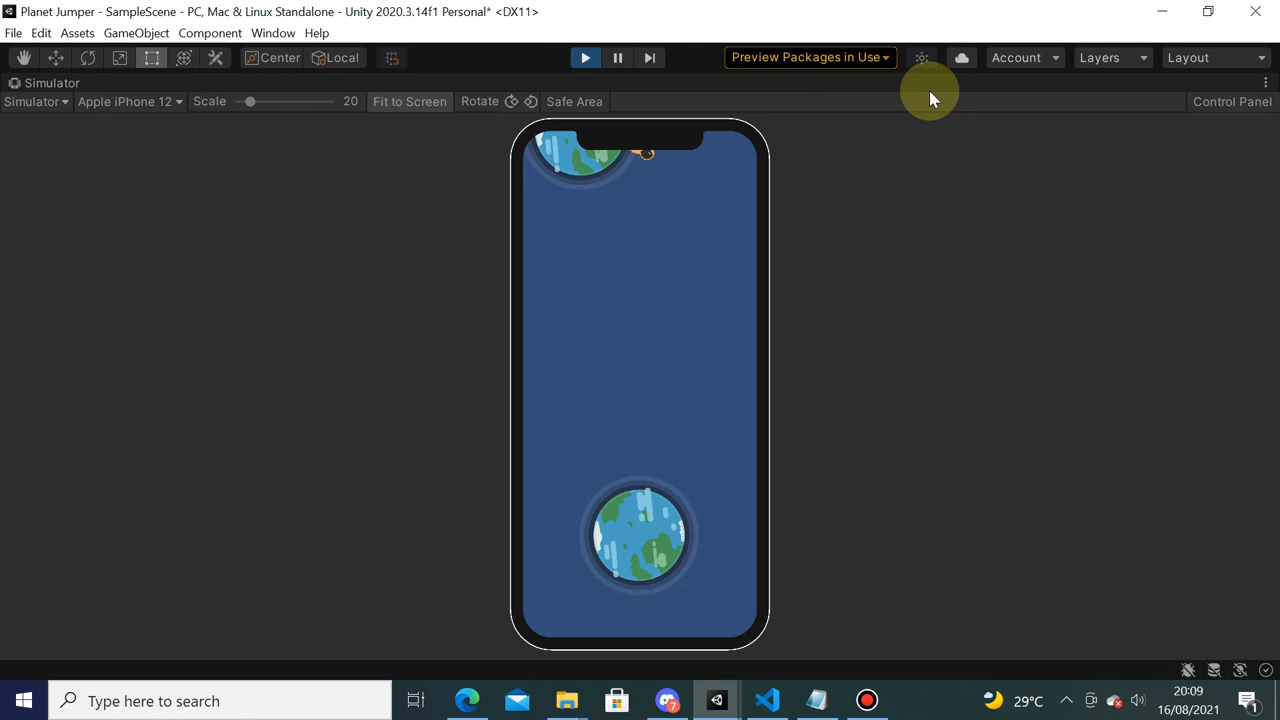 Planet Jumper - SampleScene - PC, Mac & Linux Standalone - Unity 2020.3.14f1 Personal* <DX11>
File Edit Assets GameObject Component Window Help
Center Local Preview Packages in Use Account Layers Layout
Simulator
Simulator Apple iPhone 12 Scale 20 Fit to Screen Rotate Safe Area Control Panel
Type here to search 7 29°C 20:09
16/08/2021 1